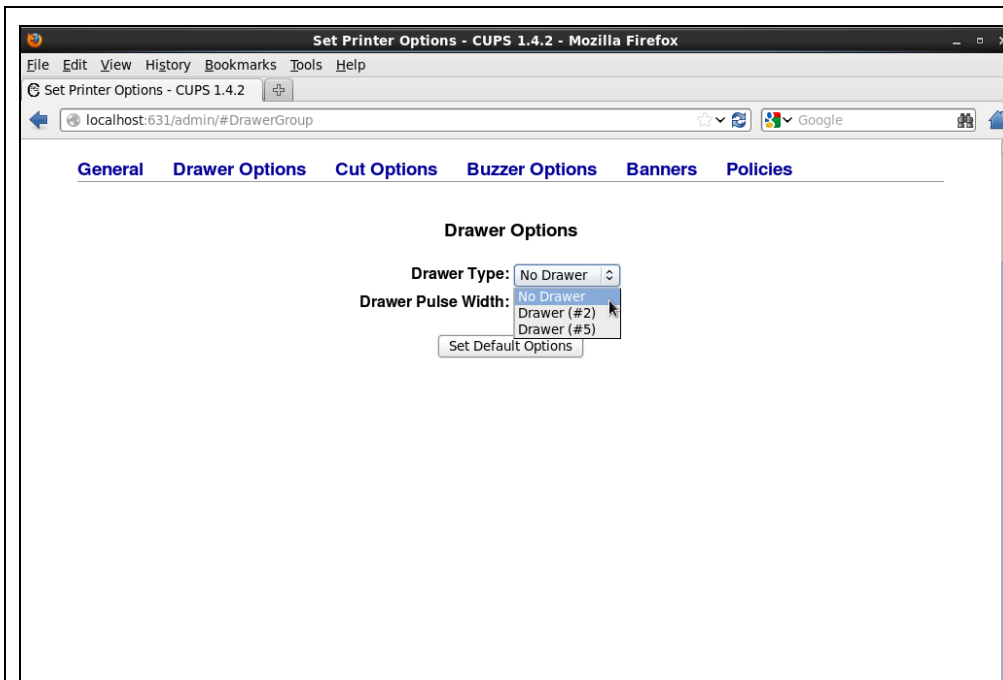 Set Printer Options - CUPS 1.4.2 - Mozilla Firefox
File Edit View History Bookmarks Tools Help
Set Printer Options - CUPS 1.4.2
localhost:631/admin/#DrawerGroup Google
General Drawer Options Cut Options Buzzer Options Banners Policies
Drawer Options
Drawer Type: No Drawer
No Drawer
Drawer Pulse Width:
Drawer (#2)
Drawer (#5)
Set Default Options